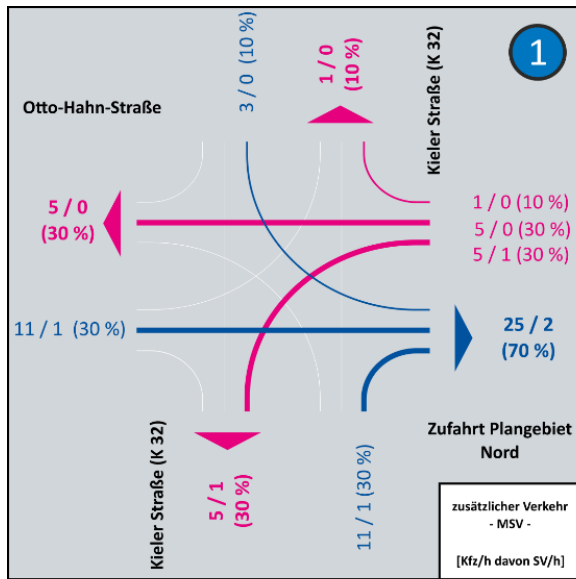 1
Otto-Hahn-Straße
3 / 0 (10 %)
1 / 0
(10 %)
Kieler Straße (K 32)
5 / 0
(30 %)
1 / 0 (10 %)
5 / 0 (30 %)
5 / 1 (30 %)
11 / 1 (30 %)
25 / 2
(70 %)
Kieler Straße (K 32)
5 / 1
(30 %)
11 / 1 (30 %)
Zufahrt Plangebiet
Nord
zusätzlicher Verkehr
- MSV -
[Kfz/h davon SV/h]